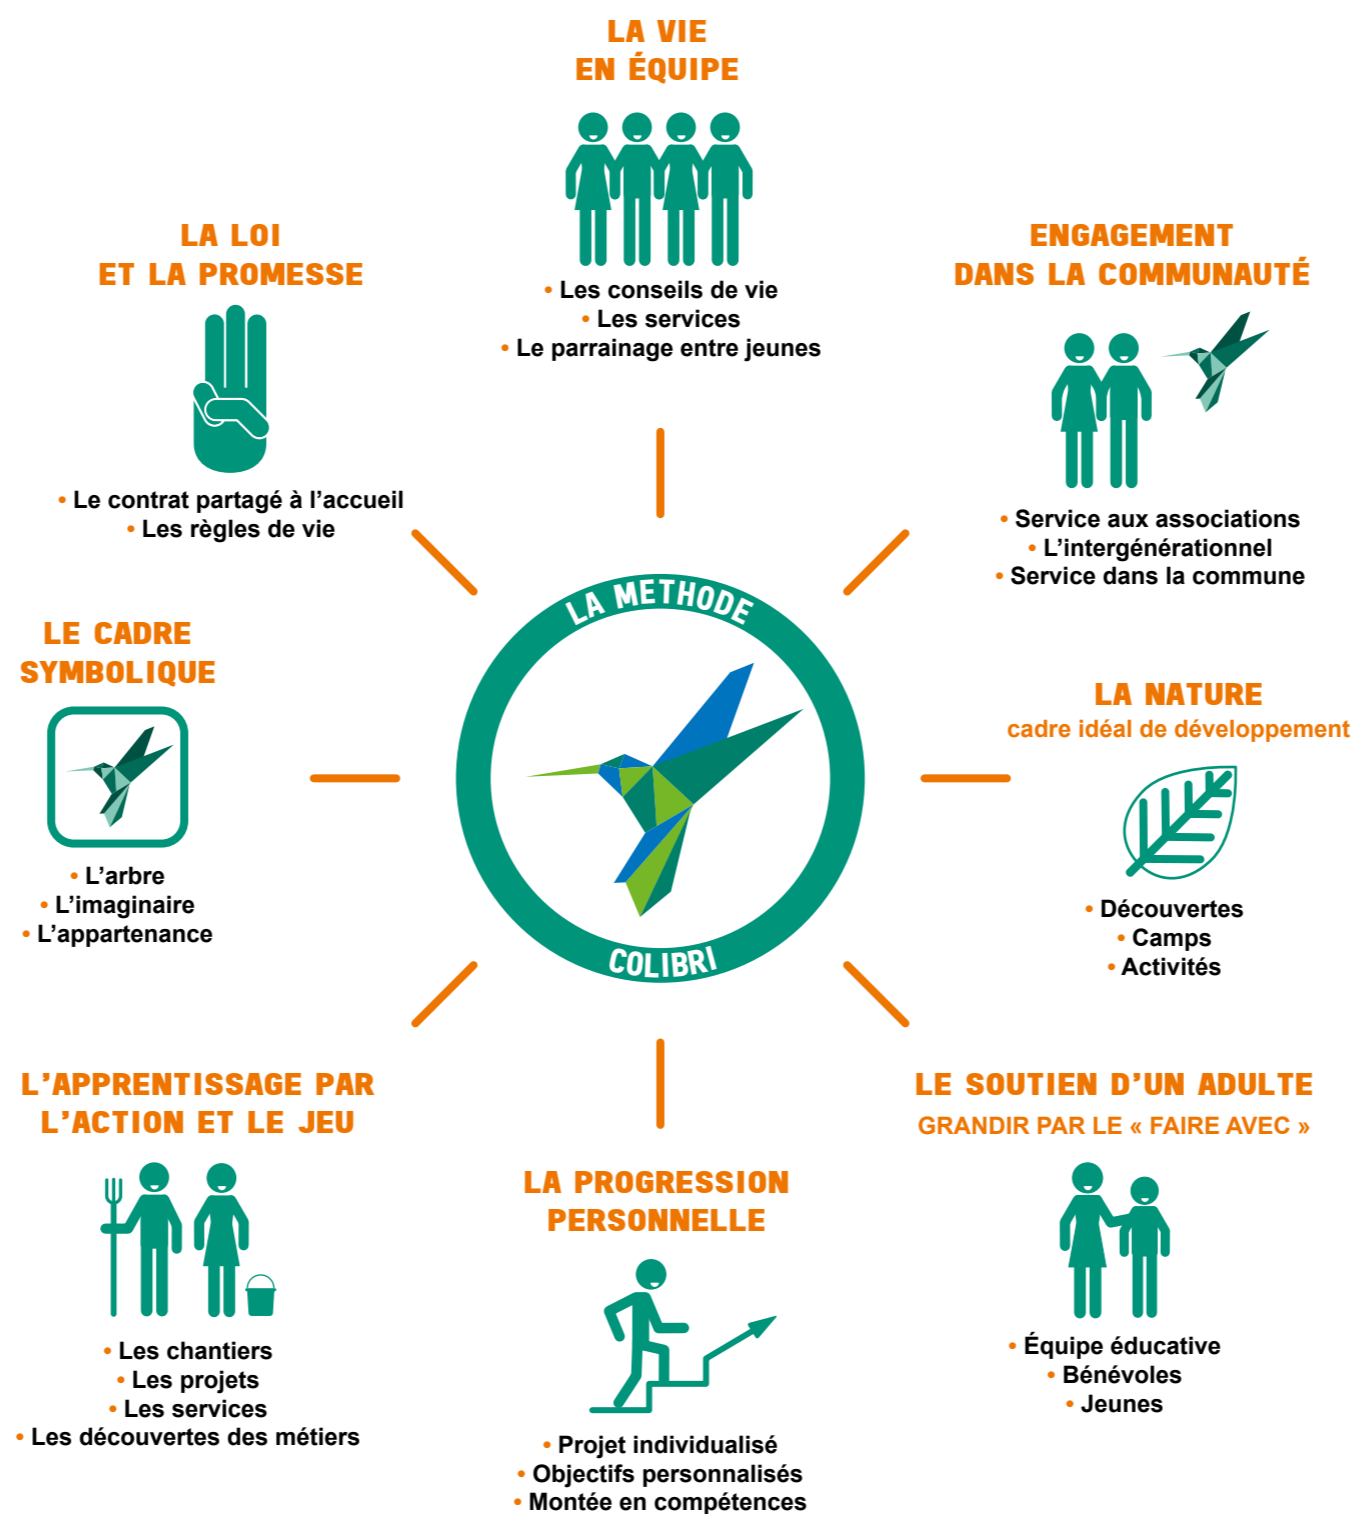 LA VIE
EN ÉQUIPE
• Les conseils de vie
• Les services
• Le parrainage entre jeunes
LA LOI
ET LA PROMESSE
• Le contrat partagé à l’accueil
• Les règles de vie
ENGAGEMENT
DANS LA COMMUNAUTÉ
• Service aux associations
• L’intergénérationnel
• Service dans la commune
LE CADRE
SYMBOLIQUE
• L’arbre
• L’imaginaire
• L’appartenance
LA METHODE
COLIBRI
LA NATURE
cadre idéal de développement
• Découvertes
• Camps
• Activités
L’APPRENTISSAGE PAR
L’ACTION ET LE JEU
• Les chantiers
• Les projets
• Les services
• Les découvertes des métiers
LA PROGRESSION
PERSONNELLE
• Projet individualisé
• Objectifs personnalisés
• Montée en compétences
LE SOUTIEN D’UN ADULTE
GRANDIR PAR LE « FAIRE AVEC »
• Équipe éducative
• Bénévoles
• Jeunes